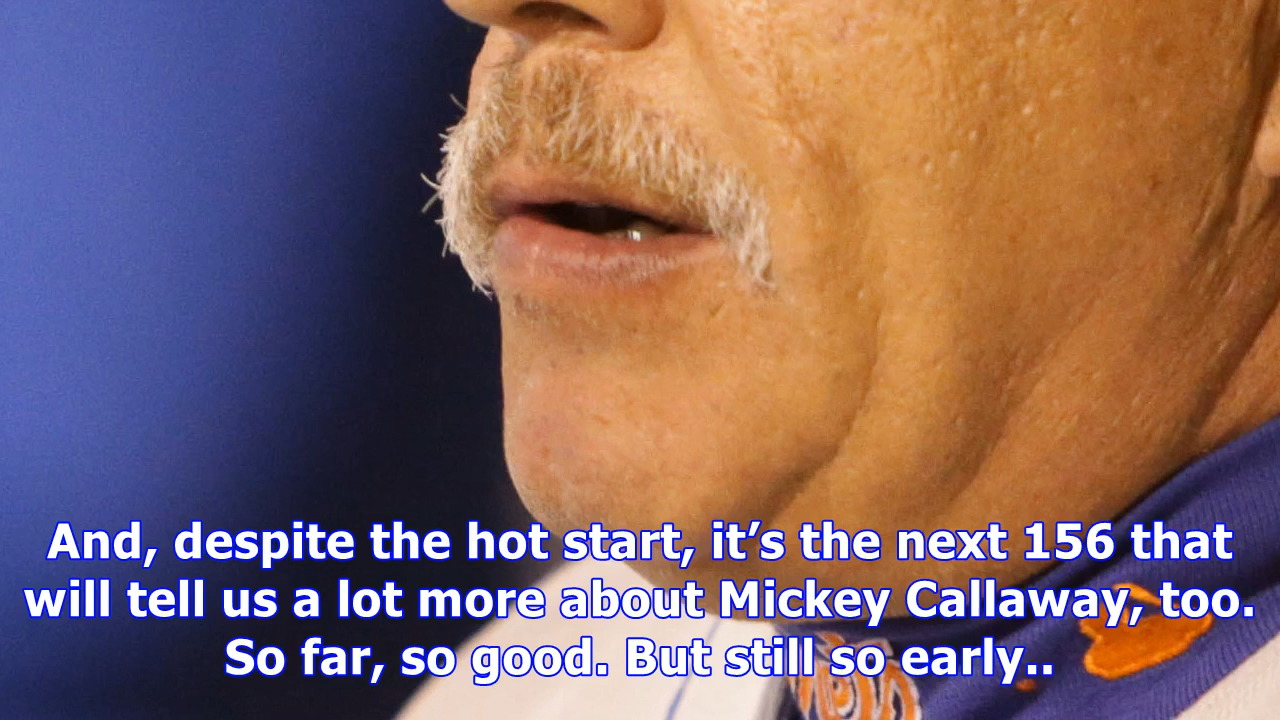 And, despite the hot start, it’s the next 156 that
will tell us a lot more about Mickey Callaway, too.
So far, so good. But still so early..